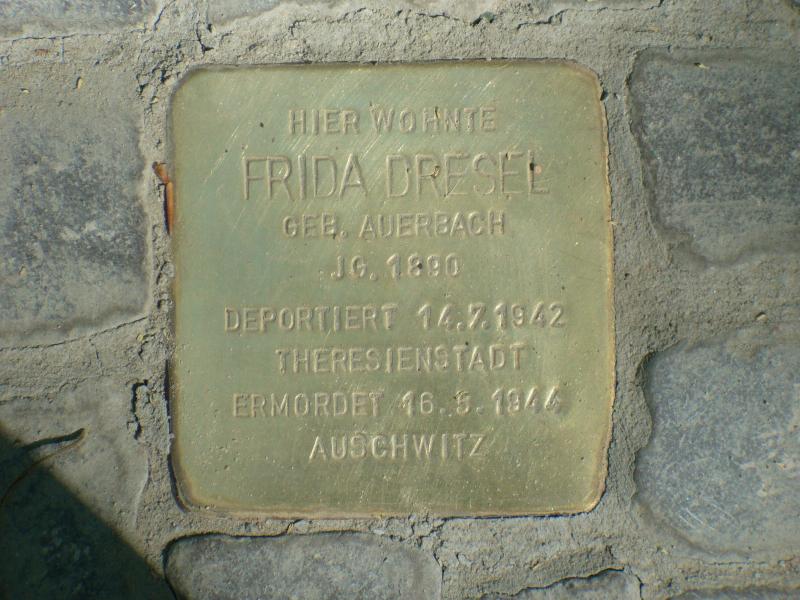 HIER WOHNTE
FRIDA DRESEL
GEB. AUERBACH
JG. 1890
DEPORTIERT 14.7.1942
THERESIENSTADT
ERMORDET 16.5.1944
AUSCHWITZ